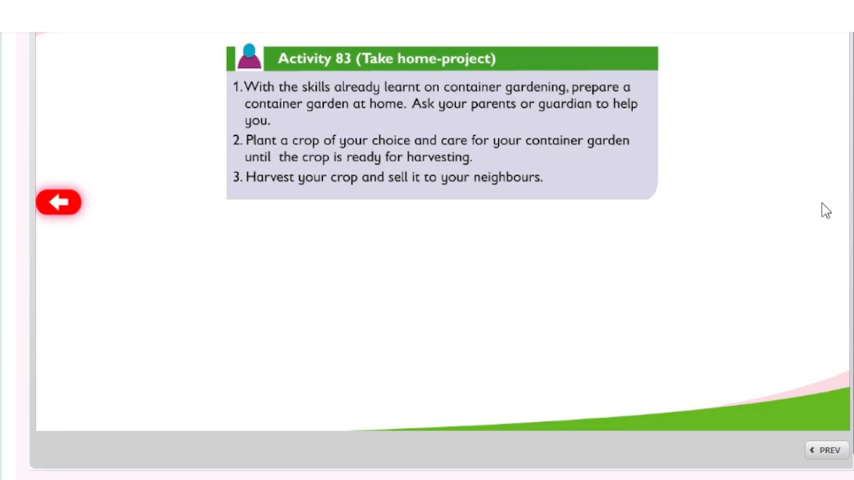 Activity 83 (Take home-project)
1. With the skills already learnt on container gardening, prepare a
container garden at home. Ask your parents or guardian to help
you.
2. Plant a crop of your choice and care for your container garden
until the crop is ready for harvesting.
3. Harvest your crop and sell it to your neighbours.
PREV